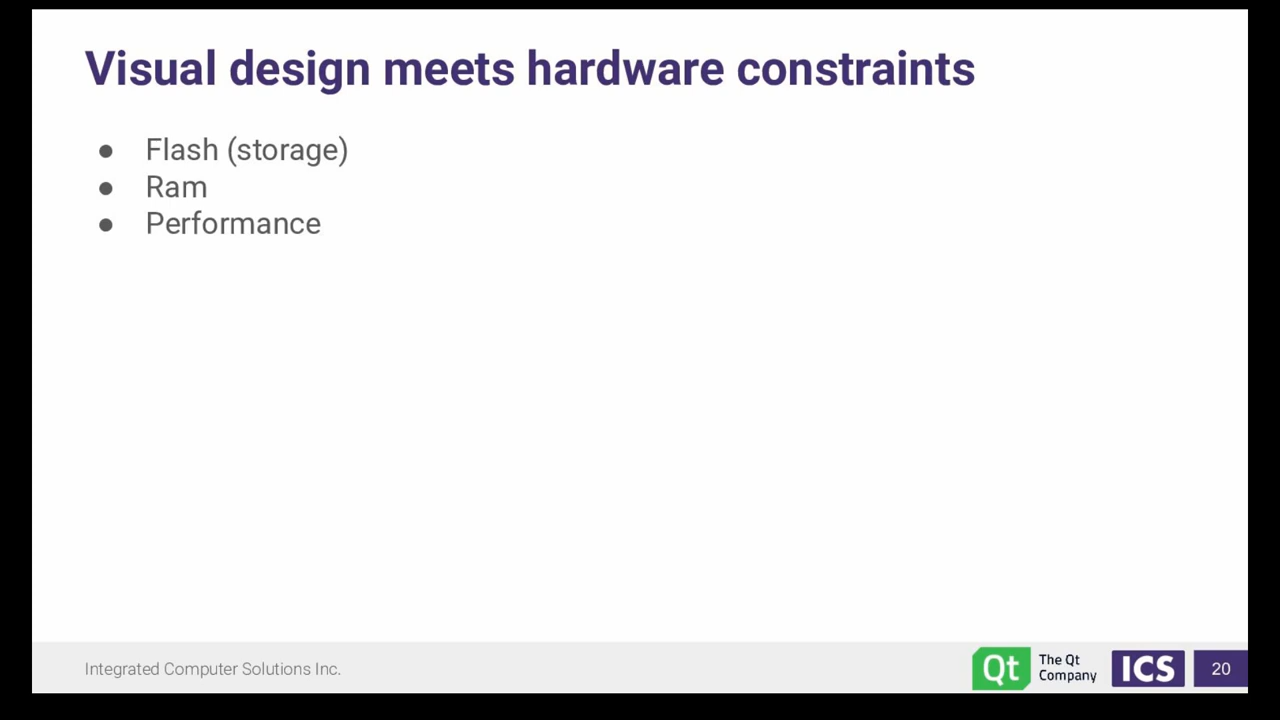 Visual design meets hardware constraints
● Flash (storage)
● Ram
● Performance
Integrated Computer Solutions Inc.
Qt
The Qt
Company
ICS
20